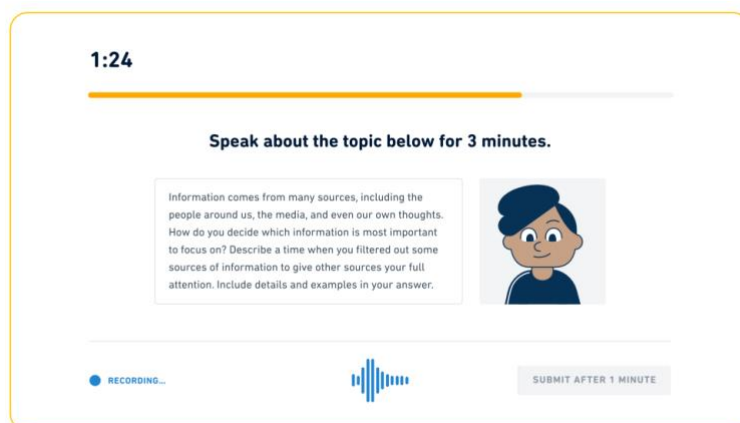 1:24
Speak about the topic below for 3 minutes.
Information comes from many sources, including the
people around us, the media, and even our own thoughts.
How do you decide which information is most important
to focus on? Describe a time when you filtered out some
sources of information to give other sources your full
attention. Include details and examples in your answer.
RECORDING...
SUBMIT AFTER 1 MINUTE